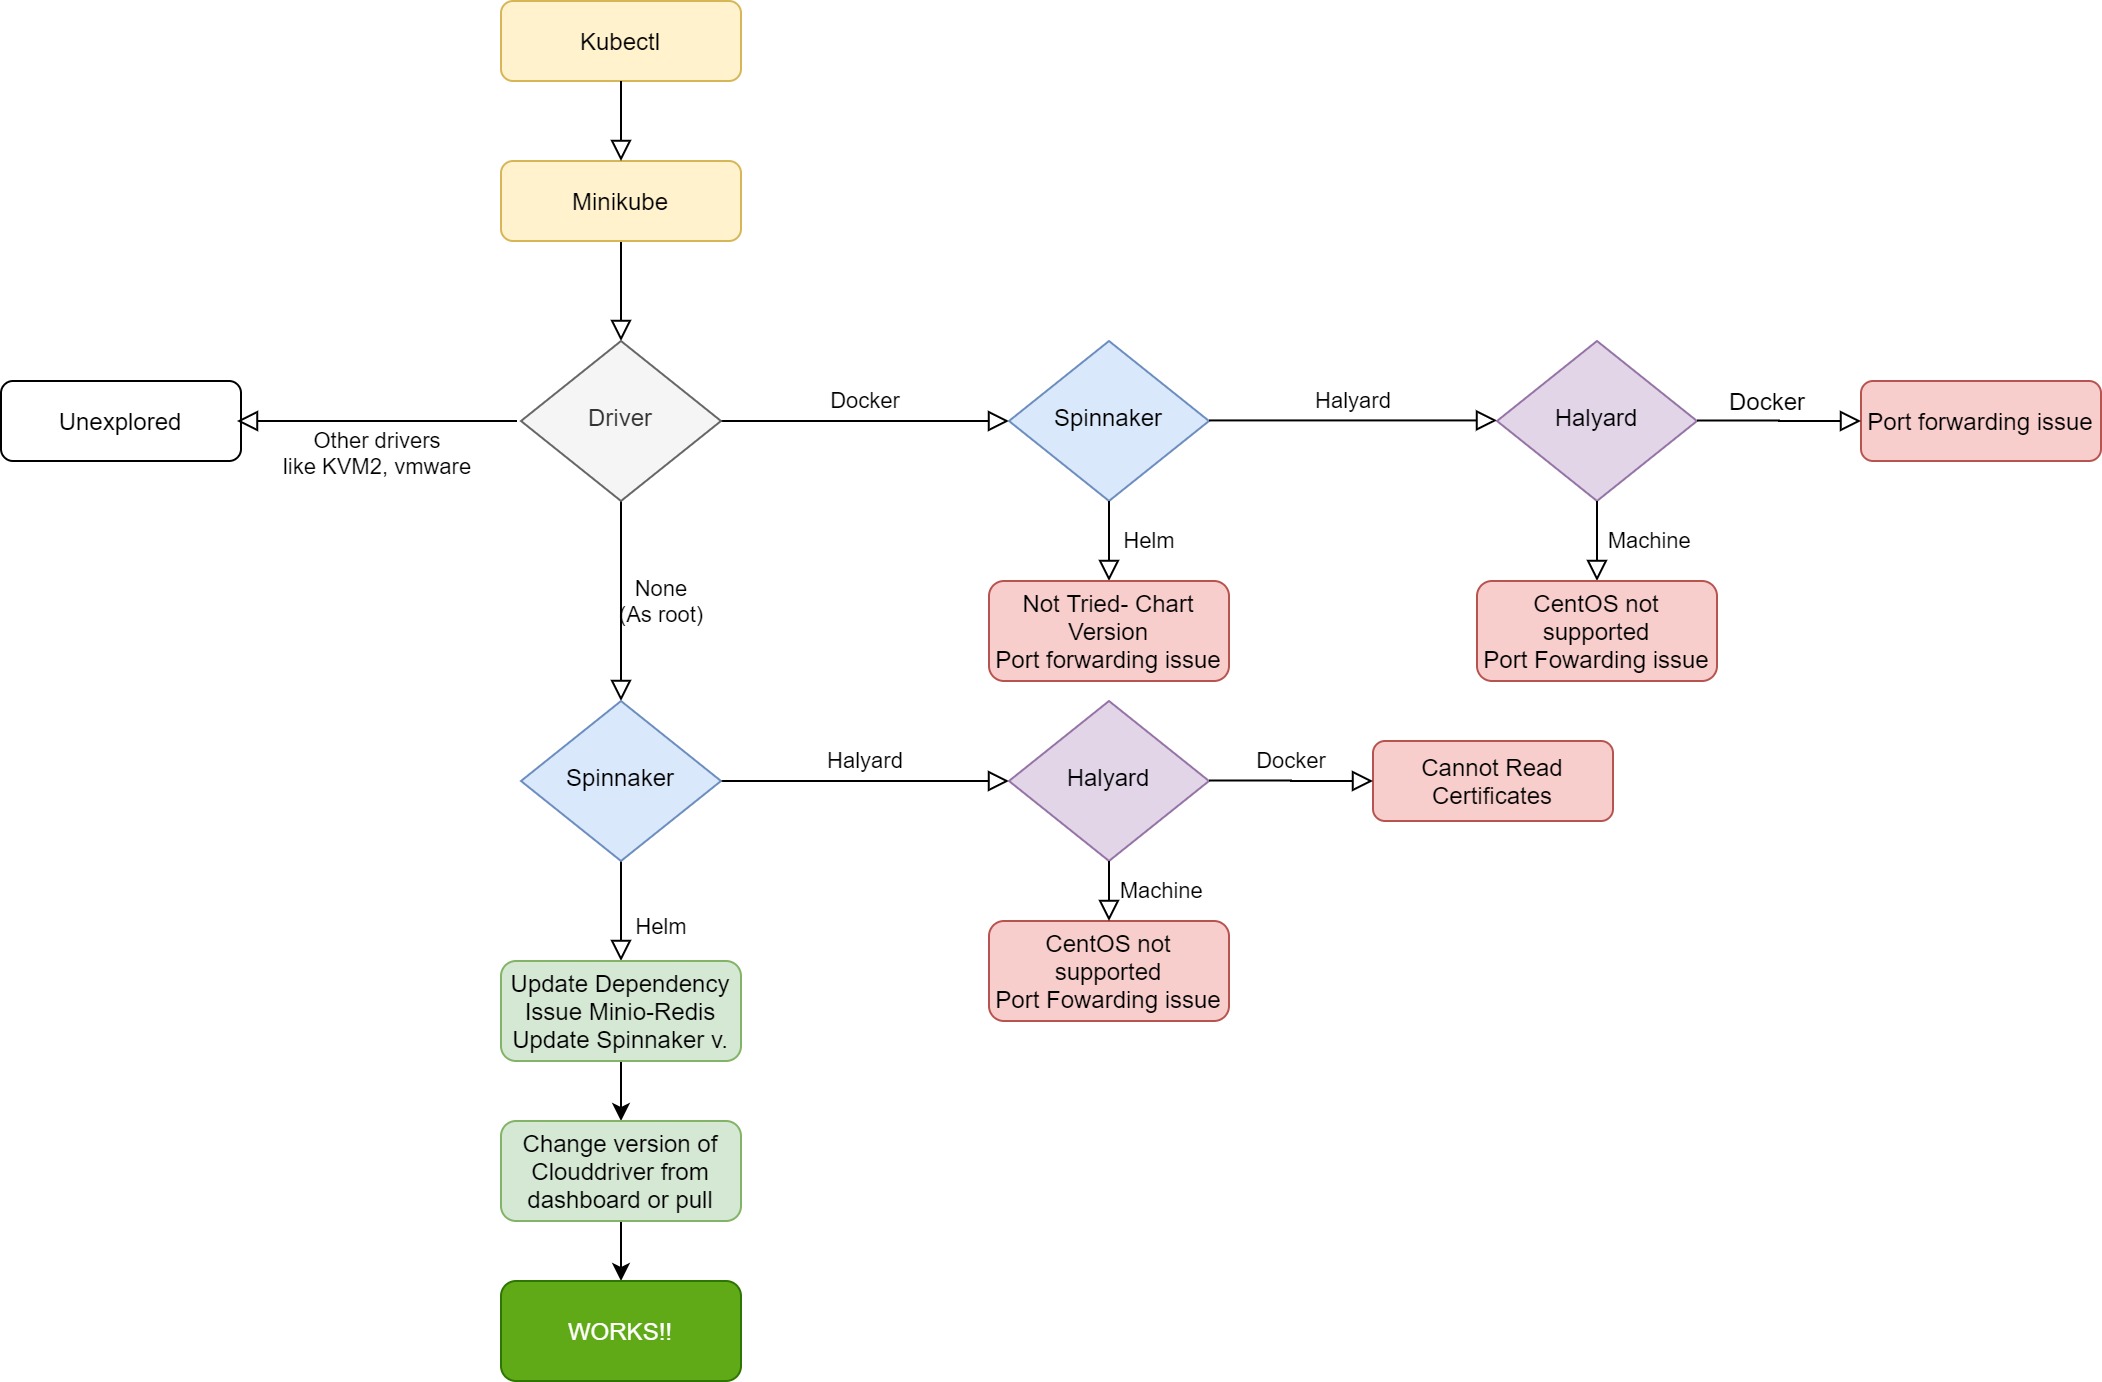 Kubectl
Minikube
Unexplored
Other drivers
like KVM2, vmware
Driver
Docker
Spinnaker
Halyard
Halyard
Docker
Port forwarding issue
Helm
Machine
None
(As root)
Not Tried- Chart
Version
Port forwarding issue
CentOS not
supported
Port Fowarding issue
Spinnaker
Halyard
Halyard
Docker
Cannot Read
Certificates
Machine
Helm
CentOS not
supported
Port Fowarding issue
Update Dependency
Issue Minio-Redis
Update Spinnaker v.
Change version of
Clouddriver from
dashboard or pull
WORKS!!